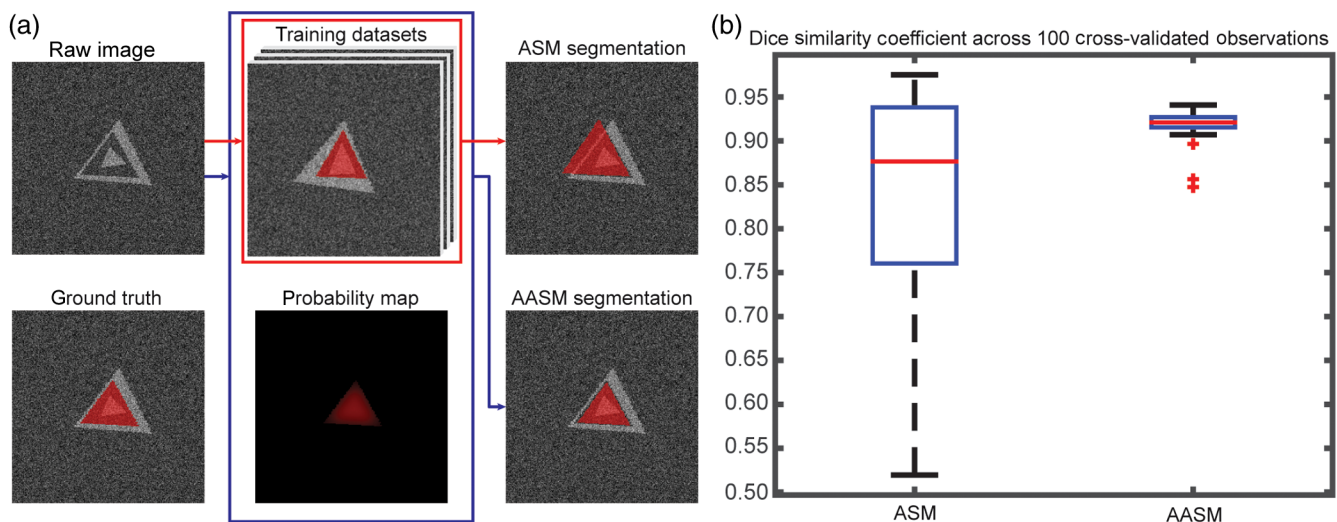 (a)
Raw image
Training datasets
ASM segmentation
Ground truth
Probability map
AASM segmentation
(b)
Dice similarity coefficient across 100 cross-validated observations
0.95
0.90
0.85
0.80
0.75
0.70
0.65
0.60
0.55
0.50
ASM
AASM